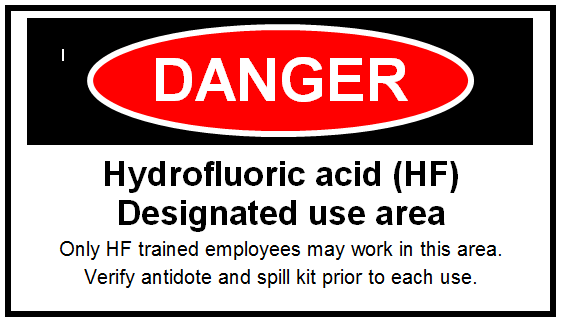 DANGER
Hydrofluoric acid (HF)
Designated use area
Only HF trained employees may work in this area.
Verify antidote and spill kit prior to each use.